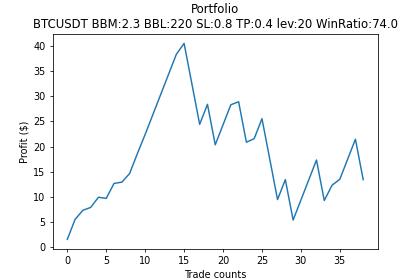 Portfolio
BTCUSDT BBM:2.3 BBL:220 SL:0.8 TP:0.4 lev:20 WinRatio:74.0
40
35
30
25
20
15
10
5
0
Profit ($)
0 5 10 15 20 25 30 35
Trade counts